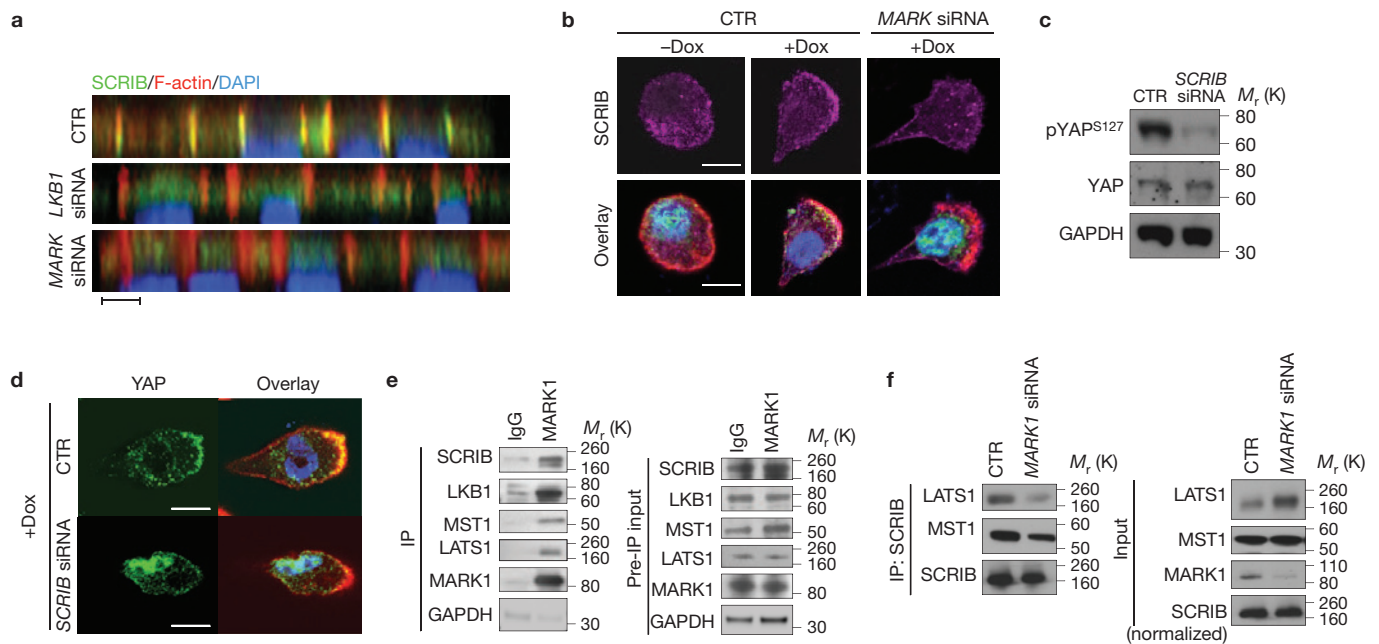 a
SCRIB/F-actin/DAPI
CTR
LKB1
siRNA
MARK
siRNA
b
CTR
MARK siRNA
–Dox
+Dox
+Dox
SCRIB
Overlay
c
CTR
SCRIB
siRNA
Mr (K)
pYAPS127
80
60
YAP
80
60
GAPDH
30
d
YAP
Overlay
+Dox
CTR
SCRIB siRNA
e
IgG
MARK1
Mr (K)
IP
SCRIB
260
160
LKB1
80
60
MST1
50
LATS1
260
160
MARK1
80
GAPDH
30
IgG
MARK1
Mr (K)
Pre-IP input
SCRIB
260
160
LKB1
80
60
MST1
50
LATS1
260
160
MARK1
80
GAPDH
30
f
CTR
MARK1 siRNA
Mr (K)
IP: SCRIB
LATS1
260
160
MST1
60
50
SCRIB
260
160
CTR
MARK1 siRNA
Mr (K)
Input
LATS1
260
160
MST1
60
50
MARK1
110
80
SCRIB
(normalized)
260
160